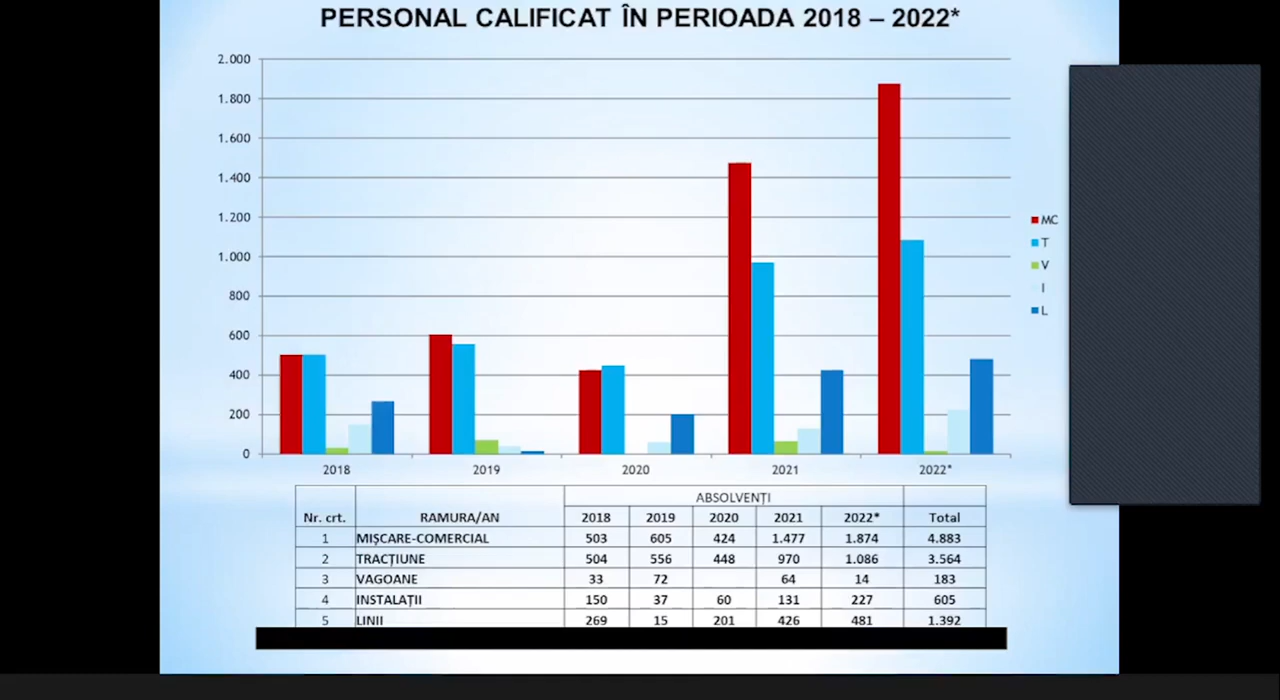 PERSONAL CALIFICAT ÎN PERIOADA 2018 – 2022*
2.000
1.800
1.600
1.400
1.200
1.000
800
600
400
200
0
2018 2019 2020 2021 2022*
MC
T
V
I
L
ABSOLVENȚI
Nr. crt. RAMURA/AN 2018 2019 2020 2021 2022* Total
1 MIȘCARE-COMERCIAL 503 605 424 1.477 1.874 4.883
2 TRACȚIUNE 504 556 448 970 1.086 3.564
3 VAGOANE 33 72 64 14 183
4 INSTALAȚII 150 37 60 131 227 605
5 LINII 269 15 201 426 481 1.392